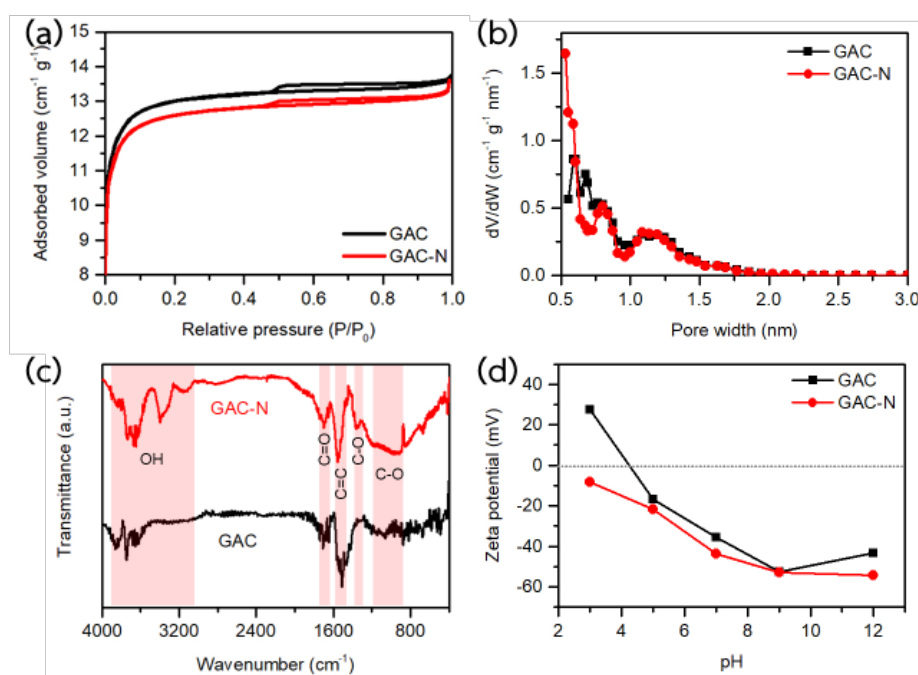 (a)
Adsorbed volume (cm⁻¹ g⁻¹)
15
14
13
12
11
10
9
8
GAC
GAC-N
0.0 0.2 0.4 0.6 0.8 1.0
Relative pressure (P/P₀)
(b)
GAC
GAC-N
dV/dW (cm⁻¹ g⁻¹ nm⁻¹)
1.5
1.0
0.5
0.0
0.5 1.0 1.5 2.0 2.5 3.0
Pore width (nm)
(c)
Transmittance (a.u.)
GAC-N
OH
C=O
C=C
C-O
C-O
GAC
4000 3200 1600 800
Wavenumber (cm⁻¹)
(d)
GAC
GAC-N
Zeta potential (mV)
40
20
0
-20
-40
-60
2 4 6 8 10 12
pH